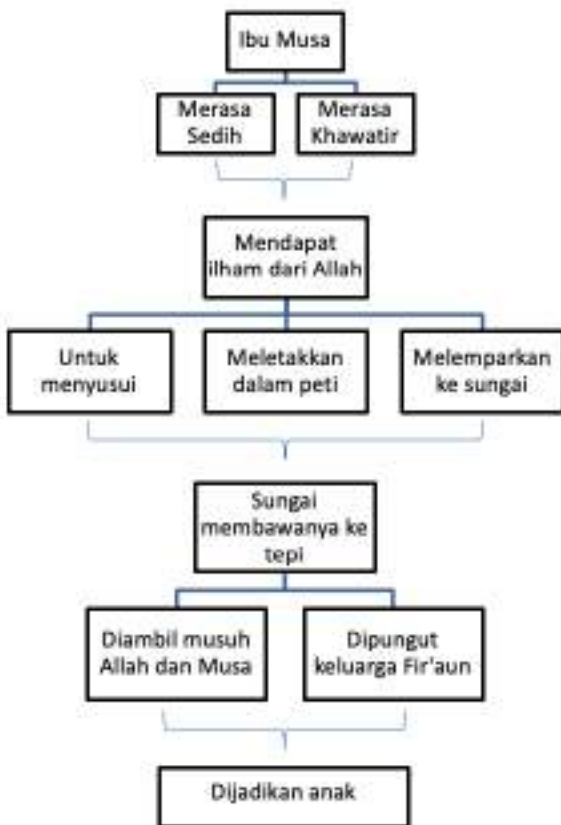 Ibu Musa
Merasa
Sedih
Merasa
Khawatir
Mendapat
ilham dari Allah
Untuk
menyusui
Meletakkan
dalam peti
Melemparkan
ke sungai
Sungai
membawanya ke
tepi
Diambil musuh
Allah dan Musa
Dipungut
keluarga Fir'aun
Dijadikan anak